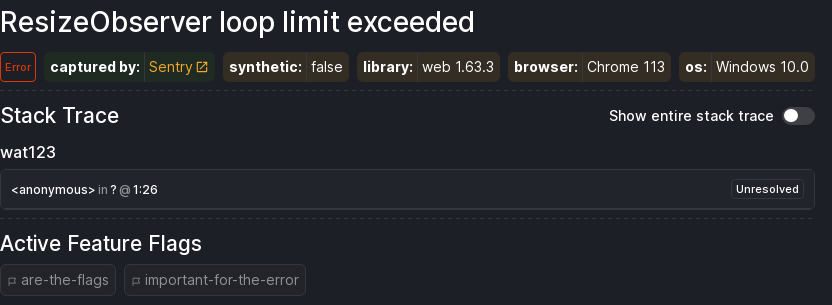 ResizeObserver loop limit exceeded
Error captured by: Sentry synthetic: false library: web 1.63.3 browser: Chrome 113 os: Windows 10.0
Stack Trace Show entire stack trace
wat123
<anonymous> in ? @ 1:26 Unresolved
Active Feature Flags
are-the-flags important-for-the-error